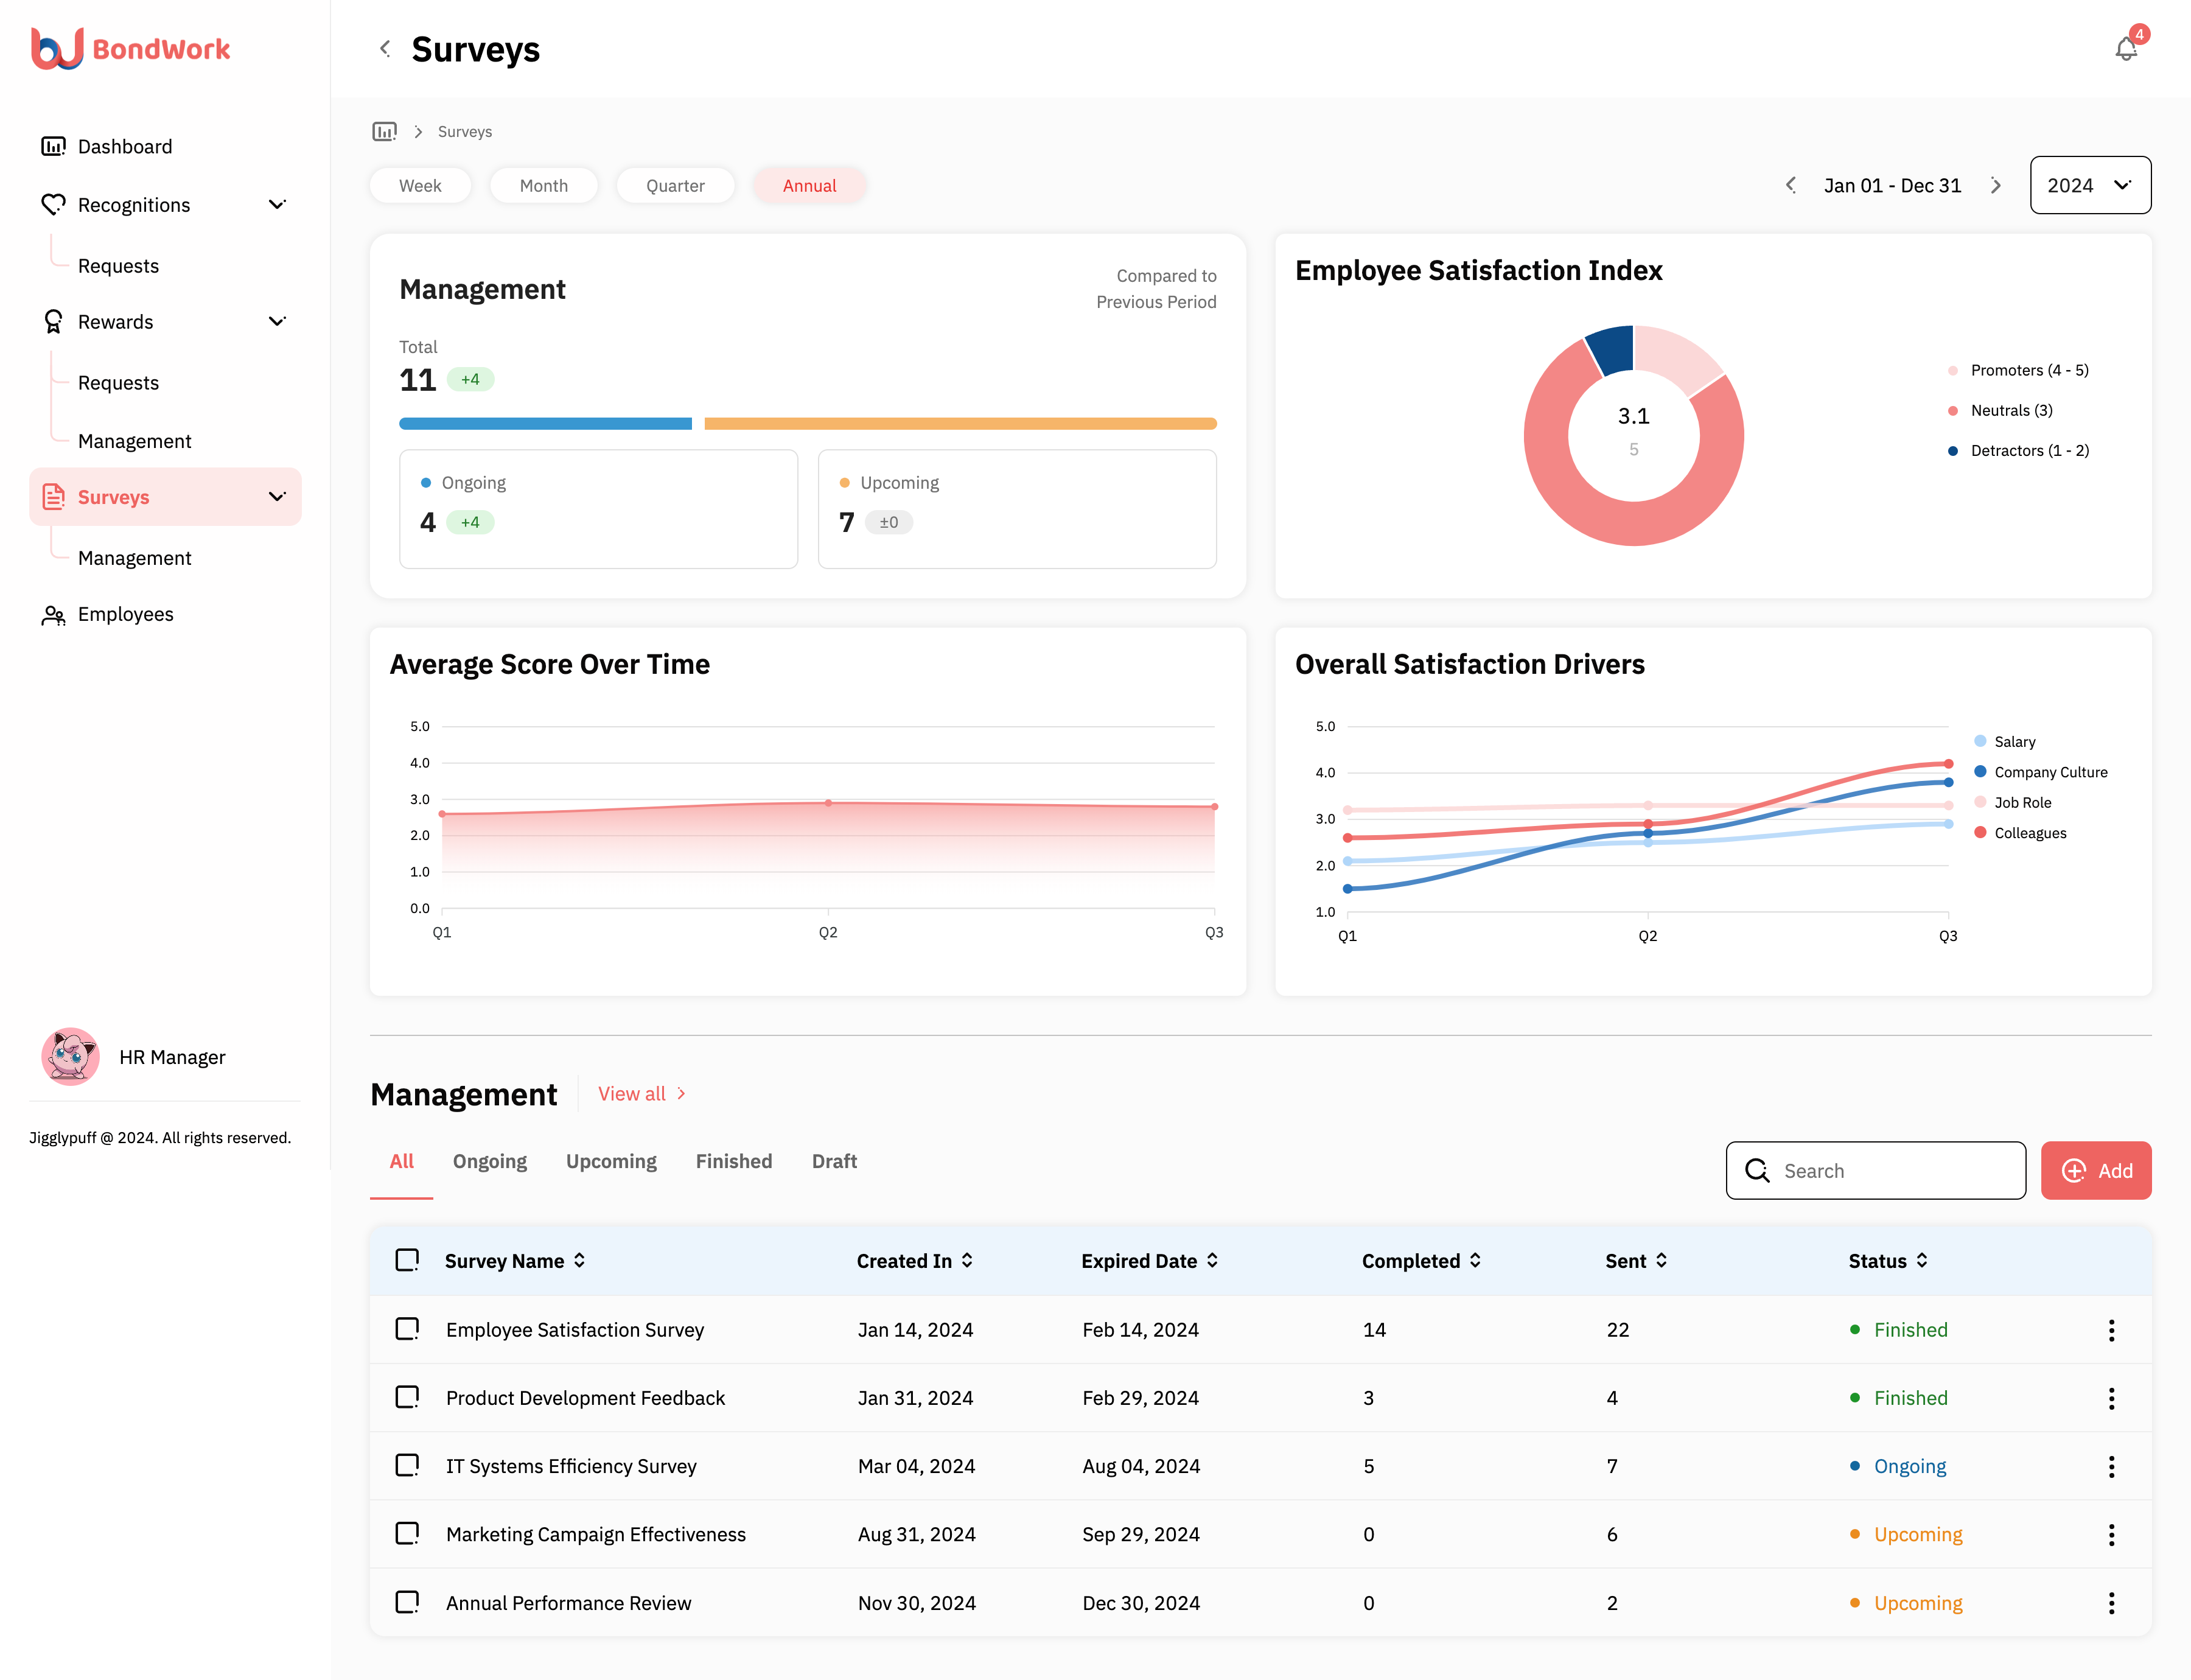 BondWork
Surveys
4
Dashboard
Recognitions
Requests
Rewards
Requests
Management
Surveys
Management
Employees
HR Manager
Jigglypuff @ 2024. All rights reserved.
Surveys
Week
Month
Quarter
Annual
Jan 01 - Dec 31
2024
Management
Compared to
Previous Period
Total
11 +4
Ongoing
4 +4
Upcoming
7 ±0
Employee Satisfaction Index
3.1
5
Promoters (4 - 5)
Neutrals (3)
Detractors (1 - 2)
Average Score Over Time
5.0
4.0
3.0
2.0
1.0
0.0
Q1 Q2 Q3
Overall Satisfaction Drivers
5.0
4.0
3.0
2.0
1.0
Q1 Q2 Q3
Salary
Company Culture
Job Role
Colleagues
Management View all
All Ongoing Upcoming Finished Draft
Search
Add
Survey Name Created In Expired Date Completed Sent Status
Employee Satisfaction Survey Jan 14, 2024 Feb 14, 2024 14 22 Finished
Product Development Feedback Jan 31, 2024 Feb 29, 2024 3 4 Finished
IT Systems Efficiency Survey Mar 04, 2024 Aug 04, 2024 5 7 Ongoing
Marketing Campaign Effectiveness Aug 31, 2024 Sep 29, 2024 0 6 Upcoming
Annual Performance Review Nov 30, 2024 Dec 30, 2024 0 2 Upcoming